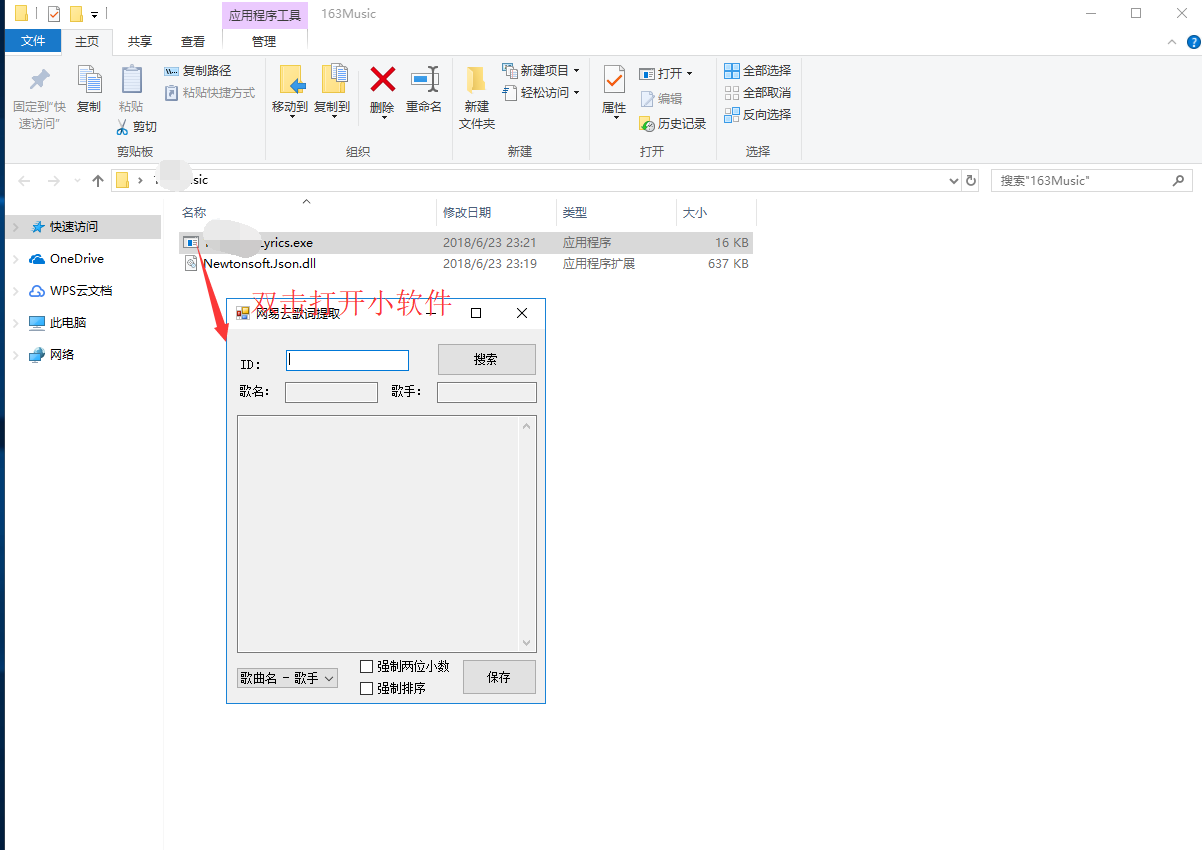 应用程序工具 163Music
文件 主页 共享 查看 管理
固定到“快速访问”
复制
粘贴
复制路径
粘贴快捷方式
剪切
剪贴板
移动到
复制到
删除
重命名
组织
新建文件夹
新建项目
轻松访问
新建
属性
打开
编辑
历史记录
打开
全部选择
全部取消
反向选择
选择
sic
搜索"163Music"
名称 修改日期 类型 大小
快速访问
OneDrive
WPS云文档
此电脑
网络
Lyrics.exe 2018/6/23 23:21 应用程序 16 KB
Newtonsoft.Json.dll 2018/6/23 23:19 应用程序扩展 637 KB
双击打开小软件
网易云歌词提取
ID: 搜索
歌名: 歌手:
歌曲名 - 歌手
强制两位小数
强制排序
保存